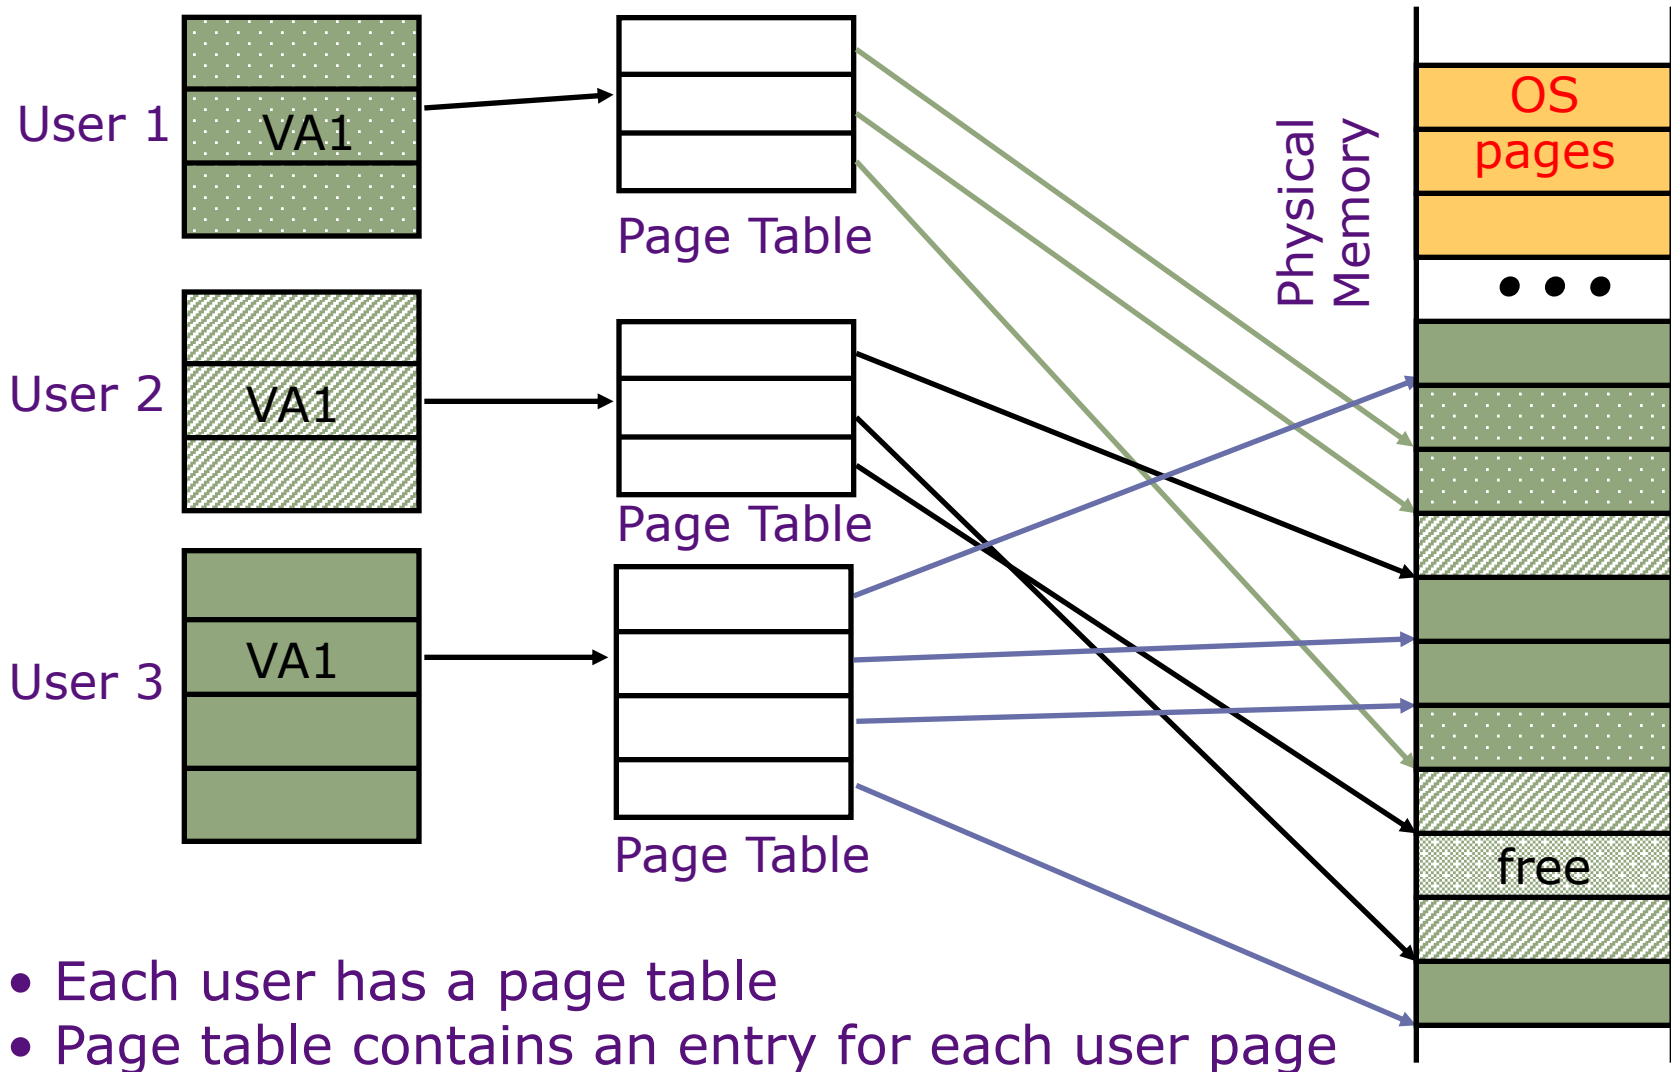 User 1
VA1
Page Table
User 2
VA1
Page Table
User 3
VA1
Page Table
Physical
Memory
OS
pages
• • •
free
• Each user has a page table
• Page table contains an entry for each user page